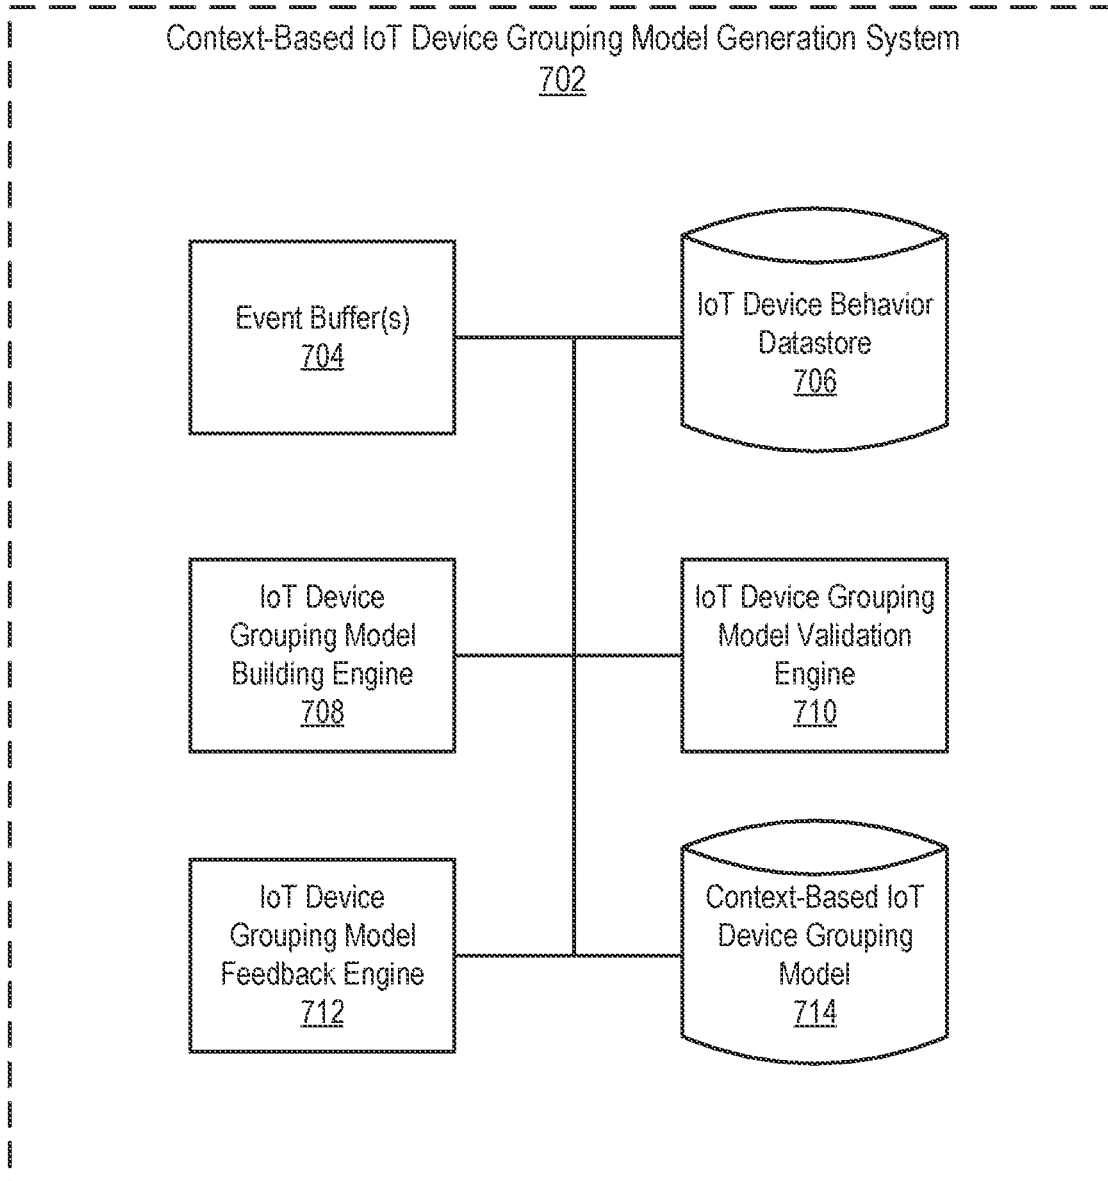 Context-Based IoT Device Grouping Model Generation System
702
Event Buffer(s)
704
IoT Device Behavior
Datastore
706
IoT Device
Grouping Model
Building Engine
708
IoT Device Grouping
Model Validation
Engine
710
IoT Device
Grouping Model
Feedback Engine
712
Context-Based IoT
Device Grouping
Model
714